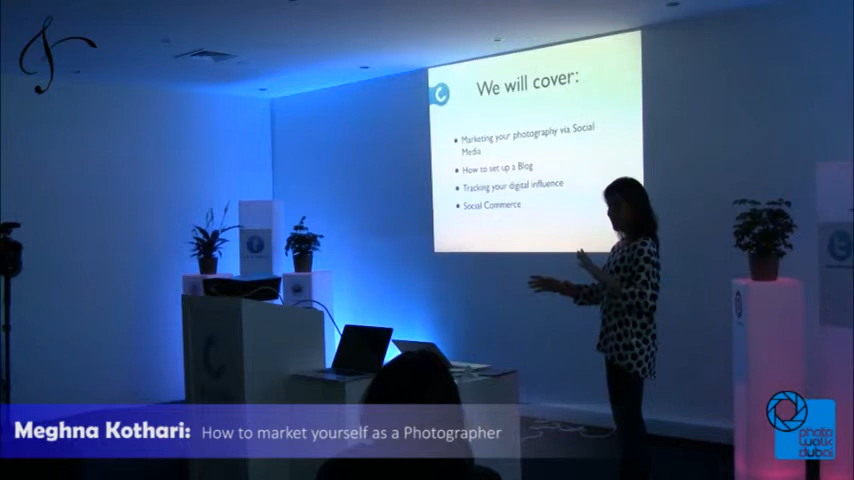 We will cover:
• Marketing your photography via Social
Media
• How to set up a Blog
• Tracking your digital influence
• Social Commerce
Meghna Kothari: How to market yourself as a Photographer
photo
walk
dubai